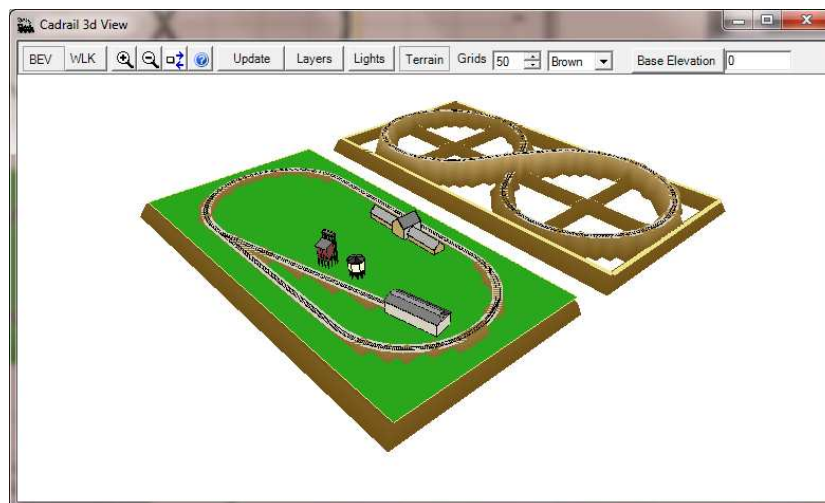 Cadrail 3d View
BEV WLK Update Layers Lights Terrain Grids 50 Brown Base Elevation 0